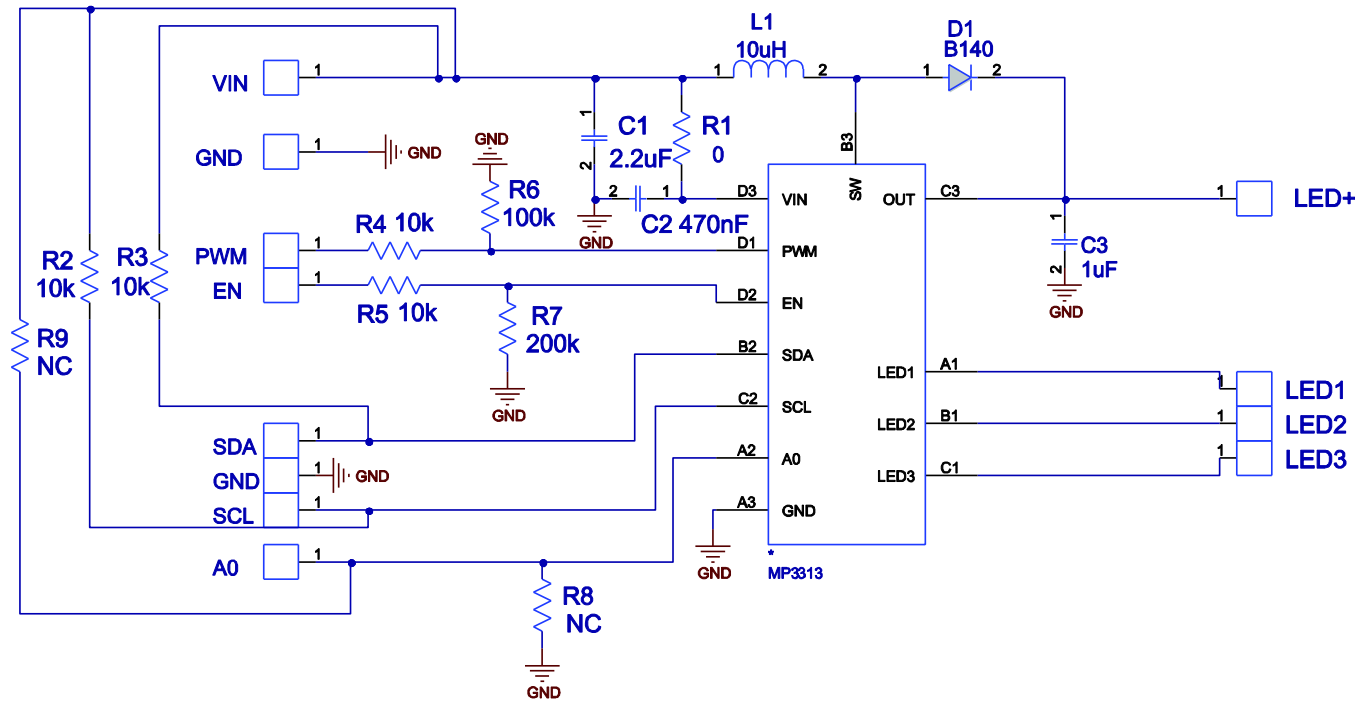 L1
10uH
D1
B140
1
2
1
2
VIN
1
GND
1
GND
1
C1
2.2uF
2
R1
0
B3
SW
GND
R6
100k
2
1
C2 470nF
GND
D3
VIN
OUT
C3
1
LED+
R4 10k
PWM
1
D1
PWM
EN
1
R5 10k
D2
EN
R2
10k
R3
10k
1
C3
1uF
2
GND
R7
200k
GND
R9
NC
B2
SDA
LED1
A1
1
LED1
C2
SCL
LED2
B1
1
LED2
SDA
1
A2
A0
LED3
C1
1
LED3
GND
1
GND
SCL
1
A3
GND
GND
*
MP3313
A0
1
R8
NC
GND